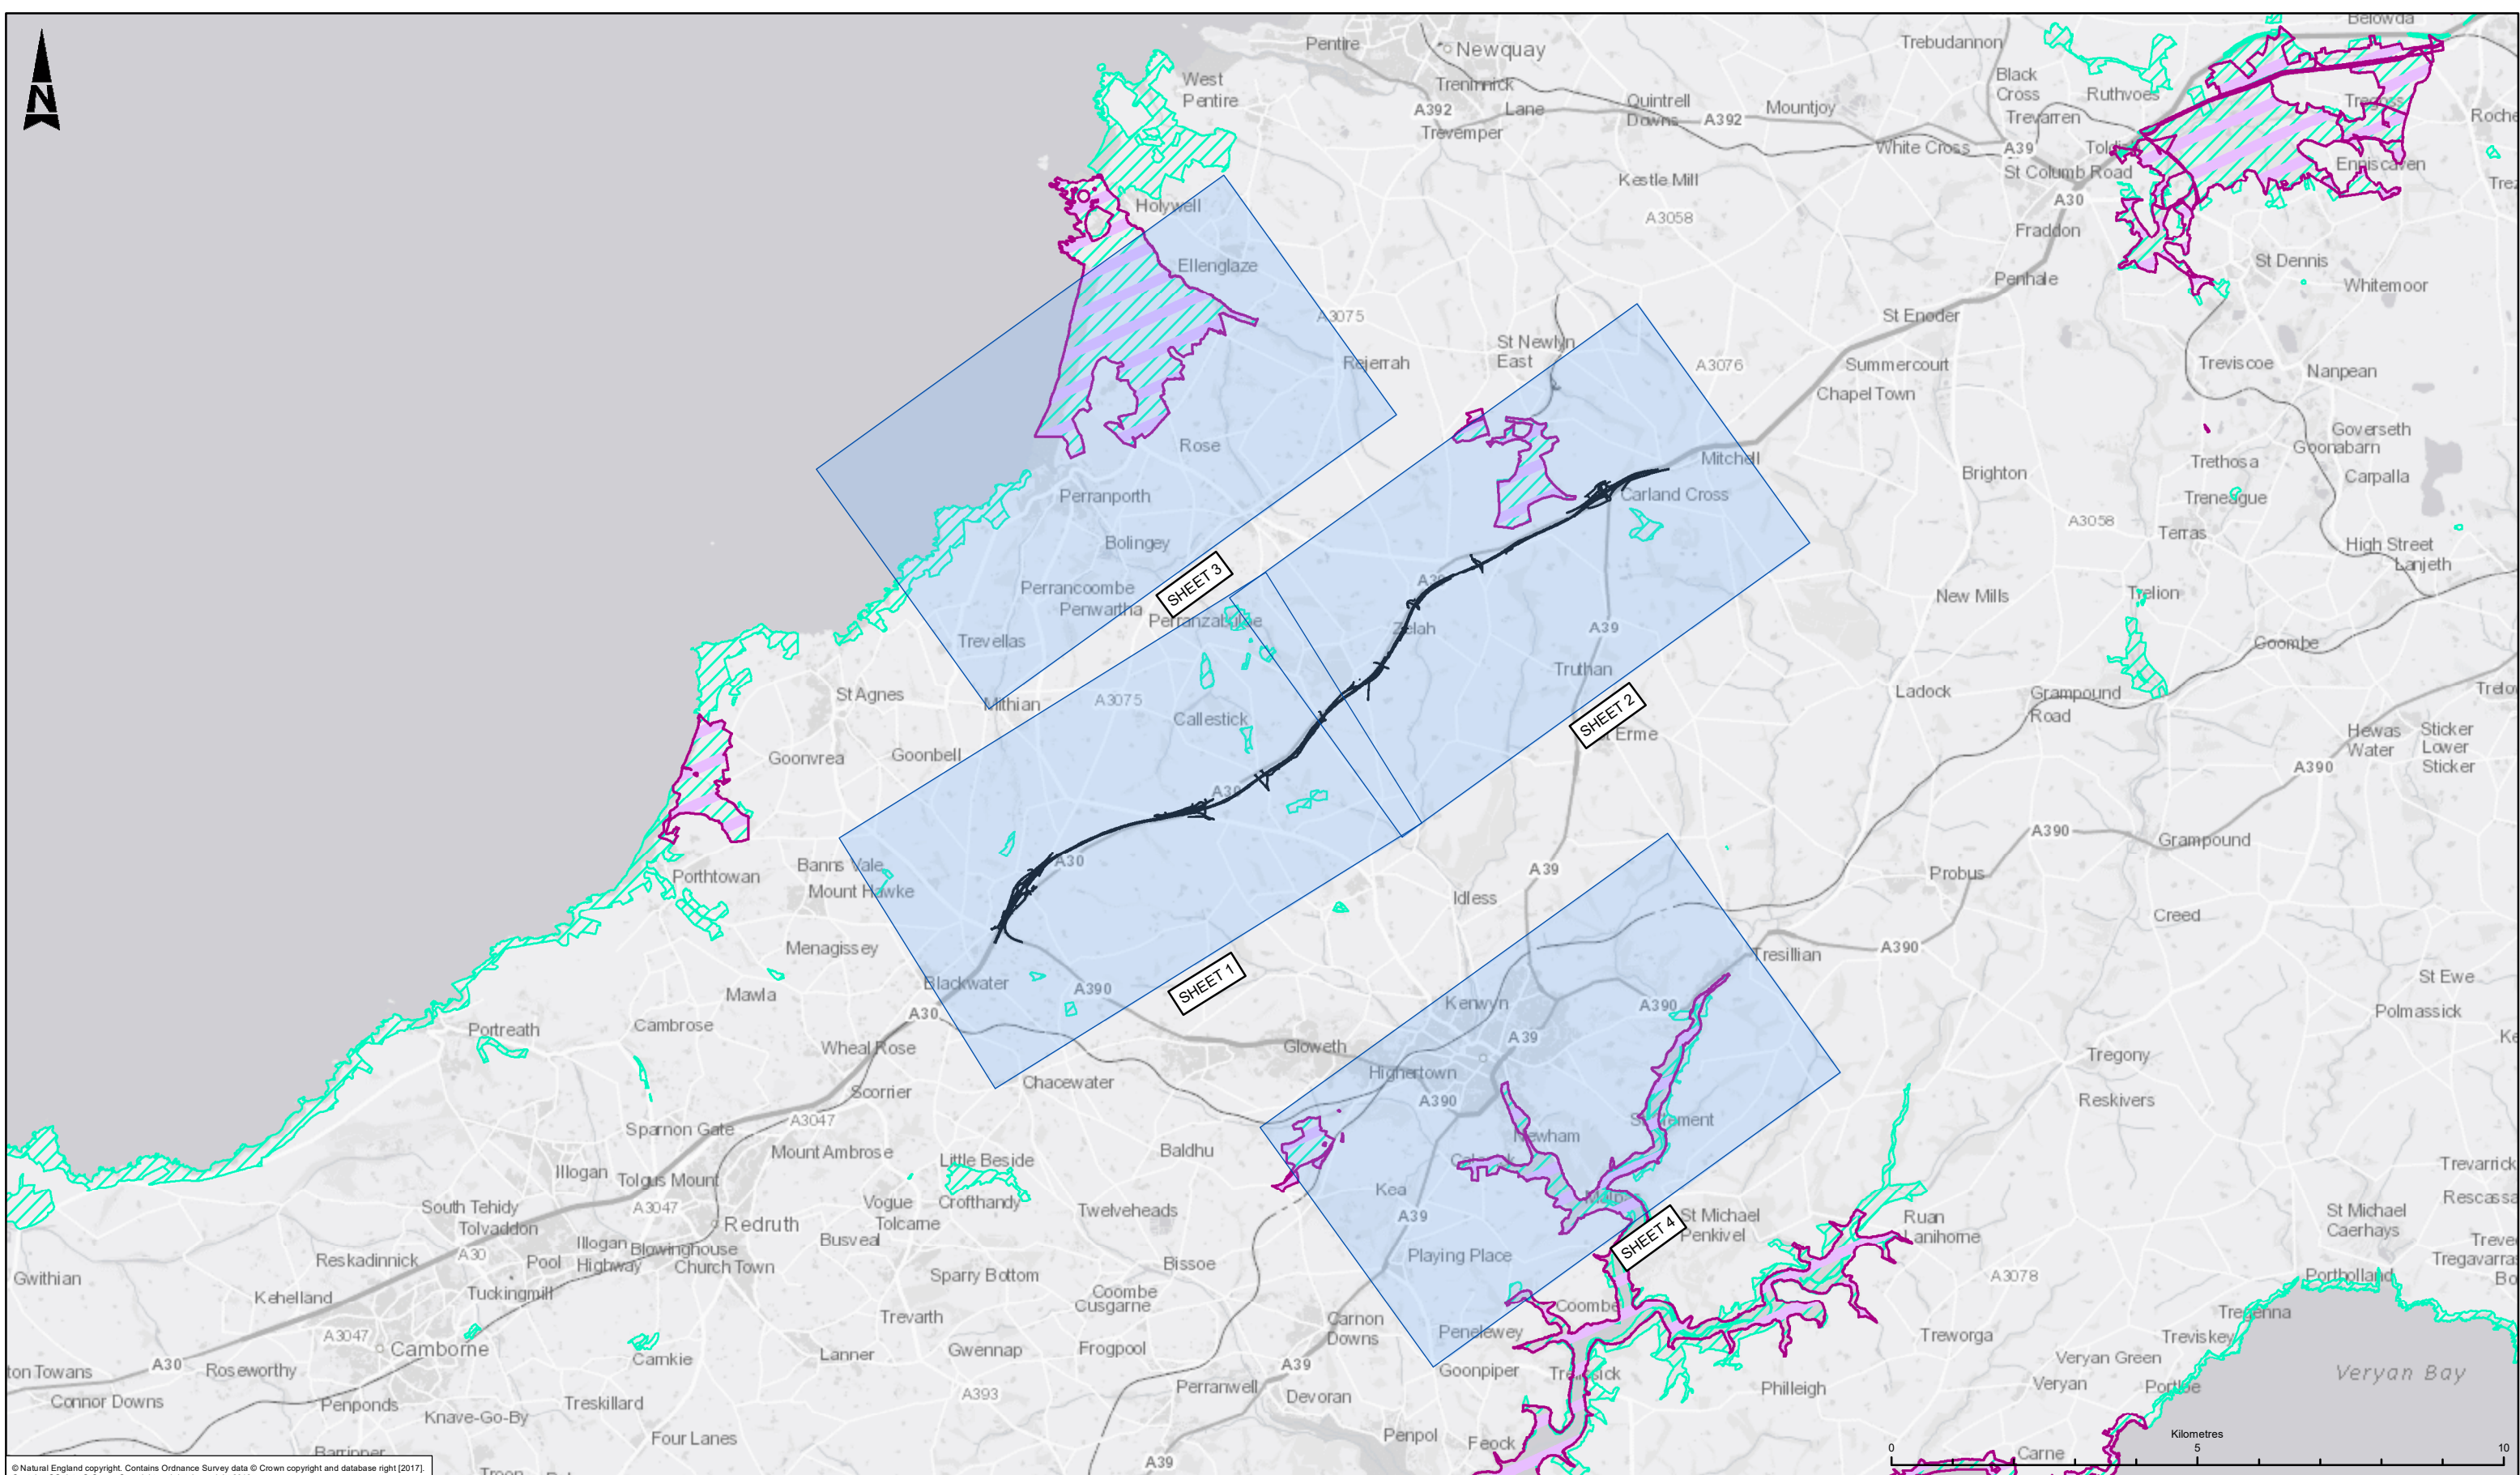 N
Belowda
Pentire
Newquay
Trebudannon
West
Pentire
Black
Cross
Ruthvoes
Tregoss
Roche
Quintrell
Downs
A392
Lane
A392
Mountjoy
Trevemper
Trevarren
White Cross
A39
St Columb Road
Enniscaven
Kestle Mill
A30
Holywell
A3058
Fraddon
Ellenglaze
St Dennis
Penhale
Whitemoor
A3075
St Enoder
St Newlyn
East
Rejerrah
A3076
Summercourt
Treviscoe
Nanpean
Chapel Town
Rose
Goverseth
Goonabarn
Mitchell
Brighton
Trethosa
Carpalla
Perranporth
Carland Cross
Treneague
A3058
Terras
Bolingey
High Street
Lanjeth
SHEET 3
Perrancoombe
Penwartha
Perranzabuloe
New Mills
Trelion
Zelah
A39
Trevellas
Coombe
Truthan
St Agnes
Mithian
A3075
Callestick
SHEET 2
Erme
Ladock
Grampound
Road
Hewas
Water
Sticker
Lower
Sticker
Goonvrea
Goonbell
A390
A30
A390
Grampound
Banns Vale
A30
Porthtowan
Mount Hawke
A39
Idless
Probus
Creed
Menagissey
A390
Tresillian
SHEET 1
Blackwater
A390
Mawla
St Ewe
Kenwyn
A390
Polmassick
Portreath
Cambrose
A30
A39
Wheal Rose
Gloweth
Highertown
Tregony
Scorrier
Chacewater
A390
Reskivers
A3047
Sparnon Gate
Newham
Mount Ambrose
Baldhu
Little Beside
Illogan
Tolgus Mount
Trevarrick
Kea
South Tehidy
Tolvaddon
A3047
Redruth
Vogue
Tolcarne
Crofthandy
Twelveheads
A39
SHEET 4
St Michael
Penkivel
Ruan
Lanihorne
St Michael
Caerhays
Busveal
Illogan
Highway
Blowinghouse
Church Town
Pool
A30
Reskadinnick
Bissoe
Playing Place
Gwithian
Tuckingmill
Sparry Bottom
A3078
Portholland
Kehelland
Coombe
Cusgarne
Coombe
Trevarth
Carnon
Downs
Penelewey
Tregenna
A3047
Camborne
Carnkie
Lanner
Gwennap
Frogpool
Treworga
Treviskey
Veryan Green
A30
Roseworthy
A39
Goonpiper
Veryan Bay
ton Towans
Connor Downs
Penponds
Treskillard
A393
Perranwell
Devoran
Philleigh
Veryan
Portloe
Knave-Go-By
Four Lanes
Penpol
Feock
Kilometres
0
5
10
Carne
A39
Barripper
© Natural England copyright. Contains Ordnance Survey data © Crown copyright and database right [2017].